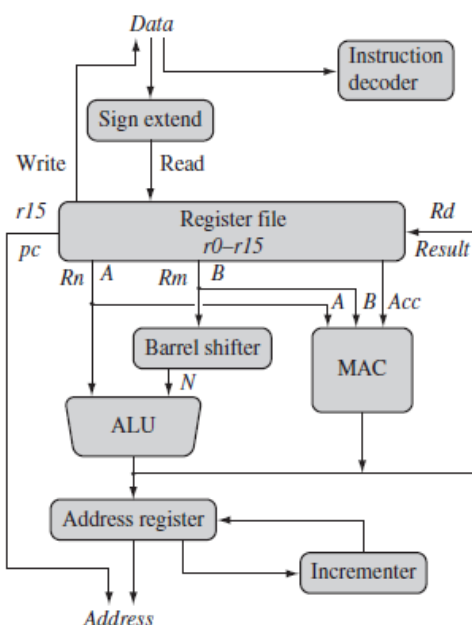 Data
Instruction
decoder
Sign extend
Write
Read
r15
Register file
Rd
r0–r15
pc
Result
Rn
A
Rm
B
A
B
Acc
Barrel shifter
MAC
N
ALU
Address register
Incrementer
Address